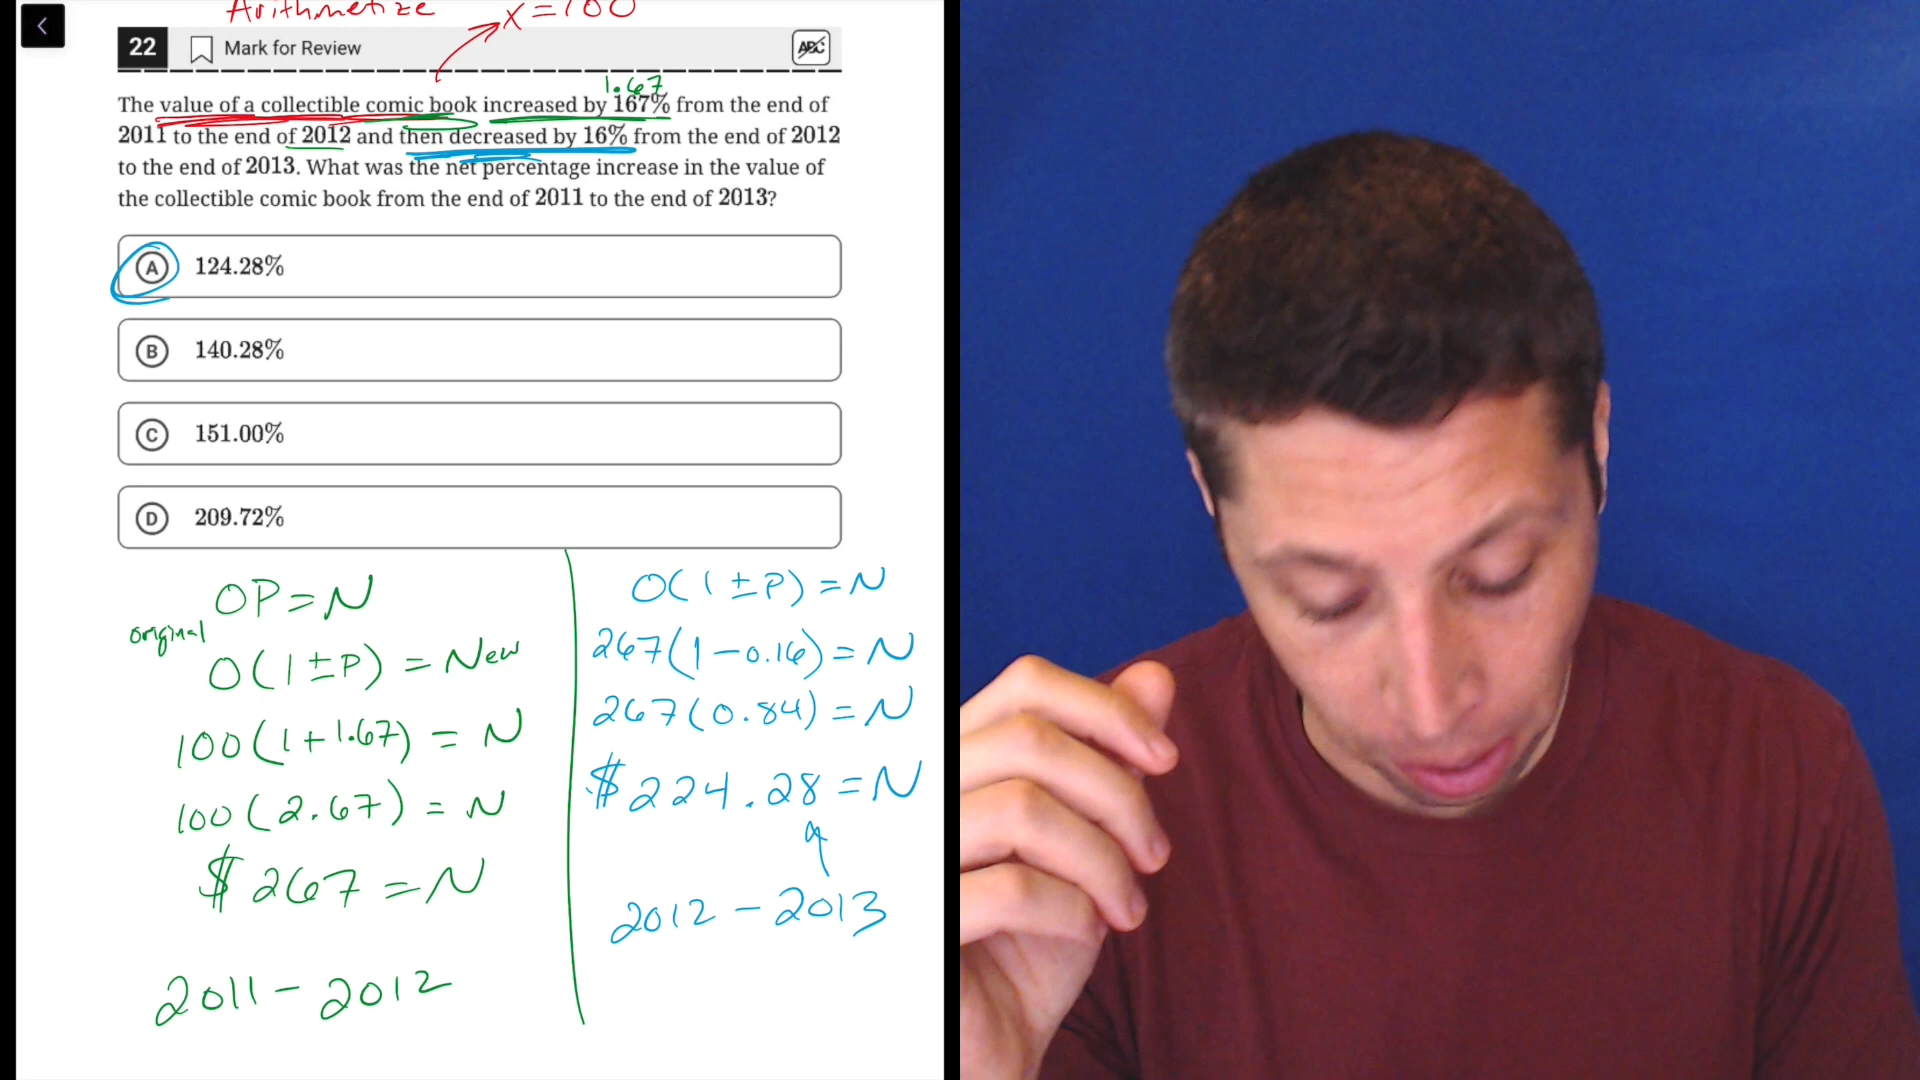 Arithmetize
x = 100
22 Mark for Review ABC
1.67
The value of a collectible comic book increased by 167% from the end of
2011 to the end of 2012 and then decreased by 16% from the end of 2012
to the end of 2013. What was the net percentage increase in the value of
the collectible comic book from the end of 2011 to the end of 2013?
A 124.28%
B 140.28%
C 151.00%
D 209.72%
OP = N
original
O(1 ± P) = New
100(1 + 1.67) = N
100(2.67) = N
$267 = N
2011 - 2012
O(1 ± P) = N
267(1 - 0.16) = N
267(0.84) = N
$224.28 = N
2012 - 2013